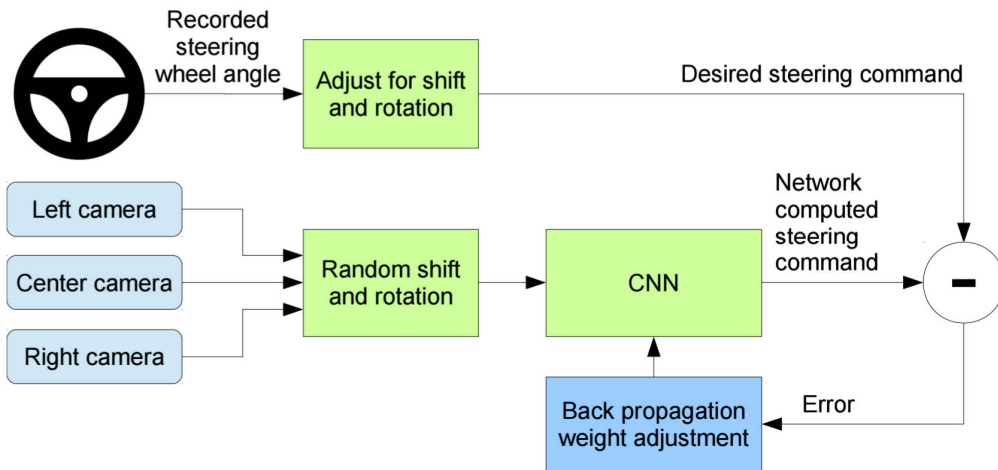 Recorded
steering
wheel angle
Adjust for shift
and rotation
Desired steering command
Left camera
Center camera
Right camera
Random shift
and rotation
CNN
Network
computed
steering
command
-
Back propagation
weight adjustment
Error